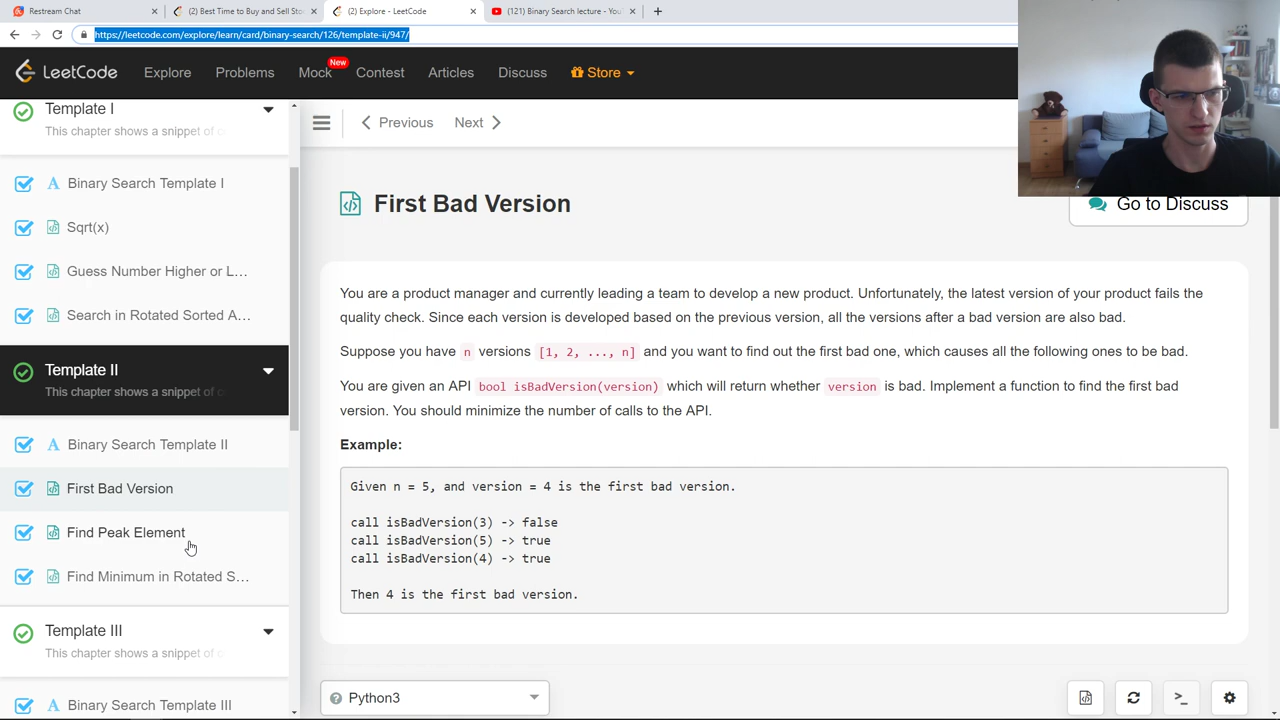 Restream Chat
(2) Best Time to Buy and Sell Sto
(2) Explore - LeetCode
(121) Binary Search lecture - You
https://leetcode.com/explore/learn/card/binary-search/126/template-ii/947/
LeetCode
Explore
Problems
Mock
New
Contest
Articles
Discuss
Store
Template I
This chapter shows a snippet of c
Binary Search Template I
Sqrt(x)
Guess Number Higher or L...
Search in Rotated Sorted A...
Template II
This chapter shows a snippet of c
Binary Search Template II
First Bad Version
Find Peak Element
Find Minimum in Rotated S...
Template III
This chapter shows a snippet of c
Binary Search Template III
Previous
Next
First Bad Version
Go to Discuss
You are a product manager and currently leading a team to develop a new product. Unfortunately, the latest version of your product fails the
quality check. Since each version is developed based on the previous version, all the versions after a bad version are also bad.
Suppose you have n versions [1, 2, ..., n] and you want to find out the first bad one, which causes all the following ones to be bad.
You are given an API bool isBadVersion(version) which will return whether version is bad. Implement a function to find the first bad
version. You should minimize the number of calls to the API.
Example:
Given n = 5, and version = 4 is the first bad version.
call isBadVersion(3) -> false
call isBadVersion(5) -> true
call isBadVersion(4) -> true
Then 4 is the first bad version.
Python3